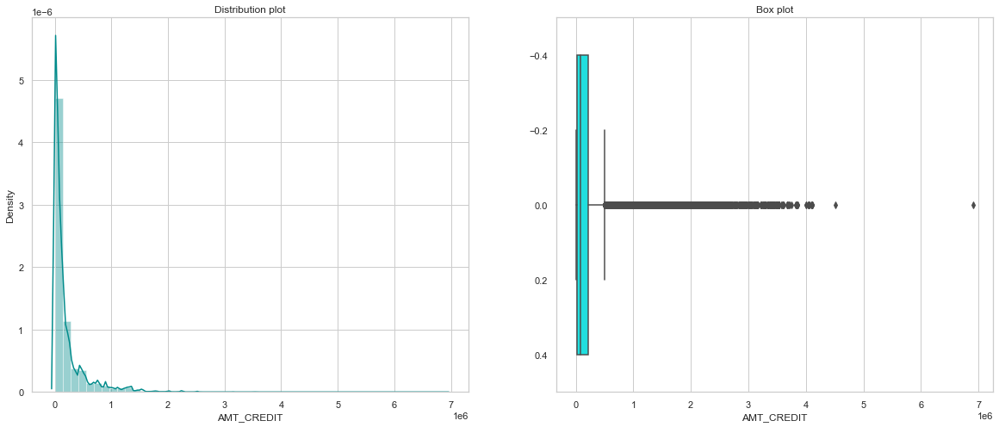 Distribution plot
1e−6
5
4
3
2
1
0
Density
0 1 2 3 4 5 6 7
1e6
AMT_CREDIT
Box plot
−0.4
−0.2
0.0
0.2
0.4
0 1 2 3 4 5 6 7
1e6
AMT_CREDIT